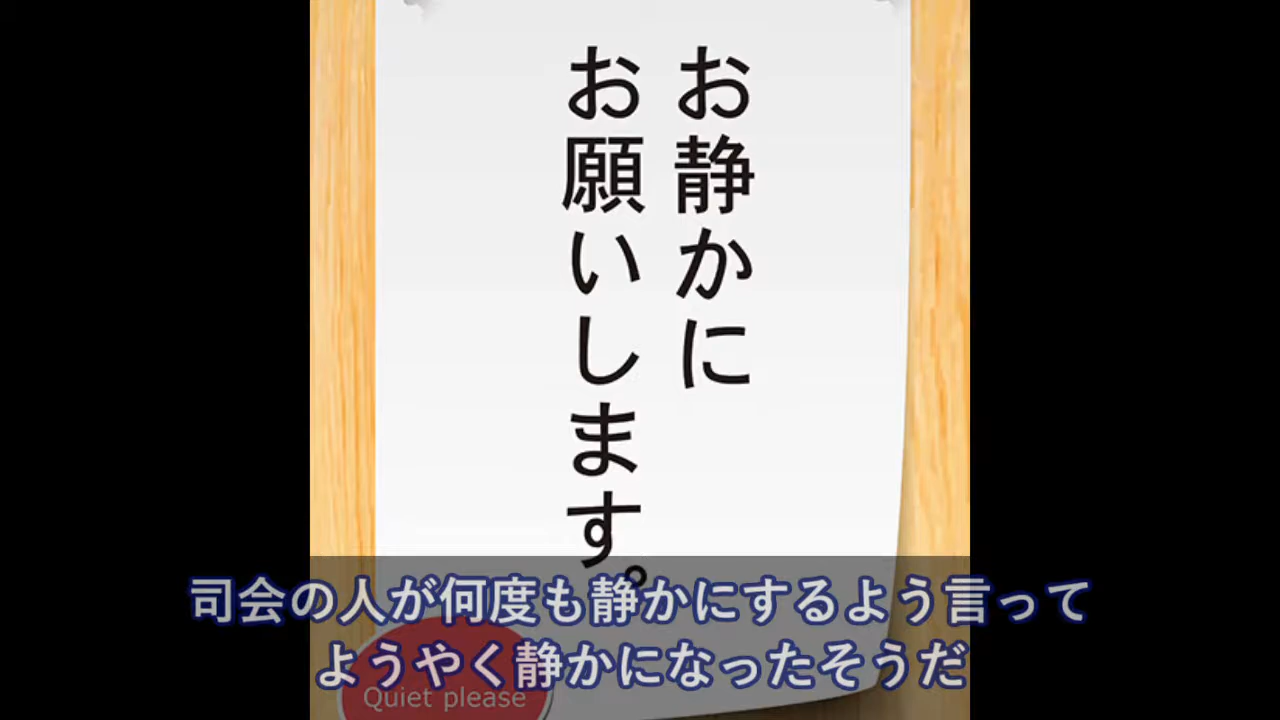 お静かに
お願いします。
司会の人が何度も静かにするよう言って
ようやく静かになったそうだ
Quiet please